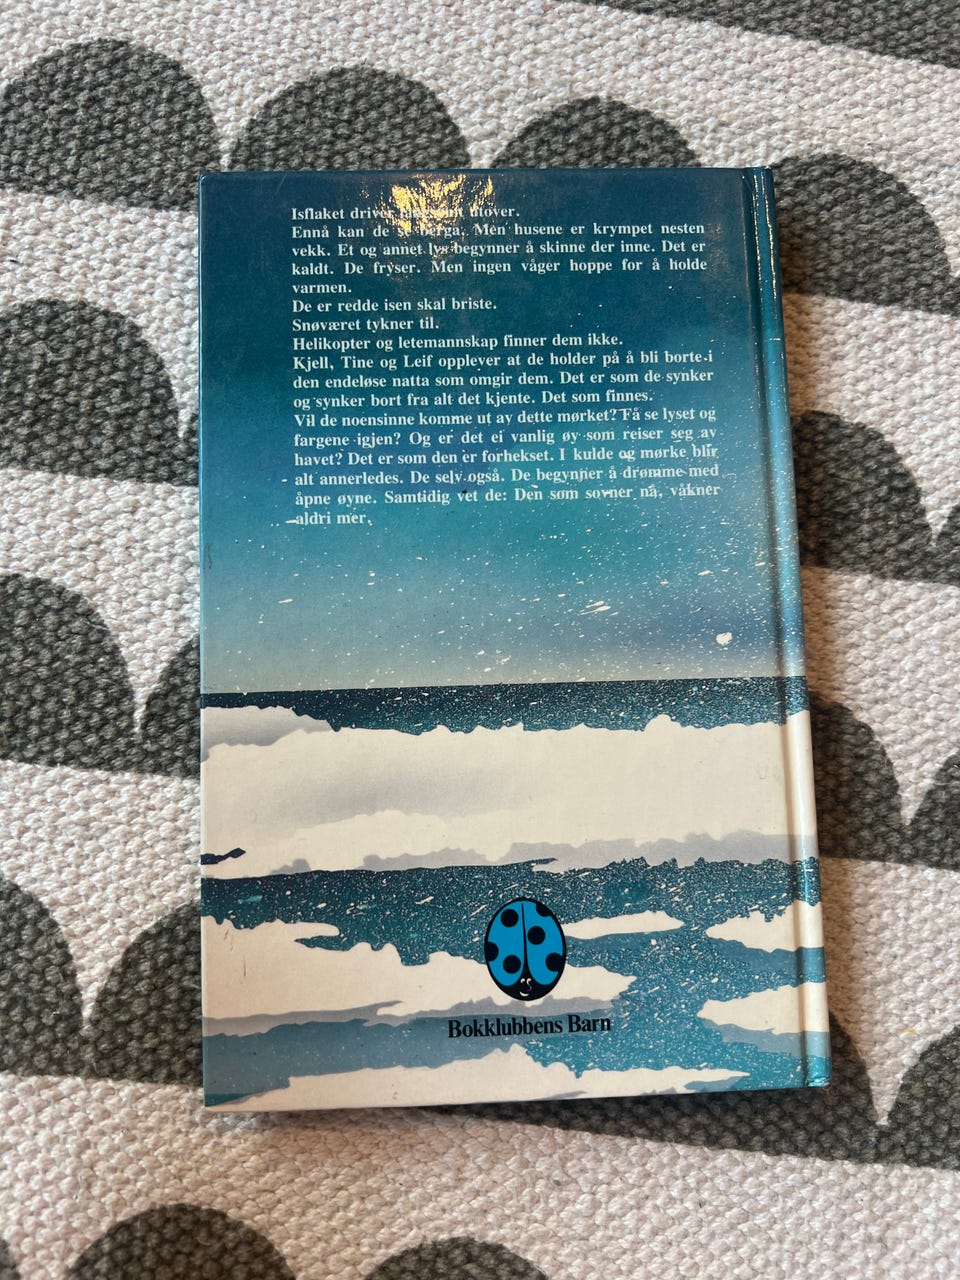 Isflaket driver langsomt utover.
Ennå kan de se berga. Men husene er krympet nesten
vekk. Et og annet lys begynner å skinne der inne. Det er
kaldt. De fryser. Men ingen våger hoppe for å holde
varmen.
De er redde isen skal briste.
Snøværet tykner til.
Helikopter og letemannskap finner dem ikke.
Kjell, Tine og Leif opplever at de holder på å bli borte i
den endeløse natta som omgir dem. Det er som de synker
og synker bort fra alt det kjente. Det som finnes.
Vil de noensinne komme ut av dette mørket? Få se lyset og
fargene igjen? Og er det ei vanlig øy som reiser seg av
havet? Det er som den er forhekset. I kulde og mørke blir
alt annerledes. De selv også. De begynner å drømme med
åpne øyne. Samtidig vet de: Den som sovner nå, våkner
aldri mer.
Bokklubbens Barn